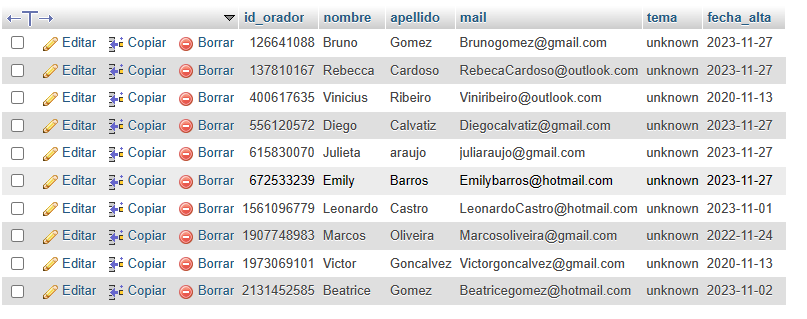 id_orador nombre apellido mail tema fecha_alta
Editar Copiar Borrar 126641088 Bruno Gomez Brunogomez@gmail.com unknown 2023-11-27
Editar Copiar Borrar 137810167 Rebecca Cardoso RebecaCardoso@outlook.com unknown 2023-11-27
Editar Copiar Borrar 400617635 Vinicius Ribeiro Viniribeiro@outlook.com unknown 2020-11-13
Editar Copiar Borrar 556120572 Diego Calvatiz Diegocalvatiz@gmail.com unknown 2023-11-27
Editar Copiar Borrar 615830070 Julieta araujo juliaraujo@gmail.com unknown 2023-11-27
Editar Copiar Borrar 672533239 Emily Barros Emilybarros@hotmail.com unknown 2023-11-27
Editar Copiar Borrar 1561096779 Leonardo Castro LeonardoCastro@hotmail.com unknown 2023-11-01
Editar Copiar Borrar 1907748983 Marcos Oliveira Marcosoliveira@gmail.com unknown 2022-11-24
Editar Copiar Borrar 1973069101 Victor Goncalvez Victorgoncalvez@gmail.com unknown 2020-11-13
Editar Copiar Borrar 2131452585 Beatrice Gomez Beatricegomez@hotmail.com unknown 2023-11-02